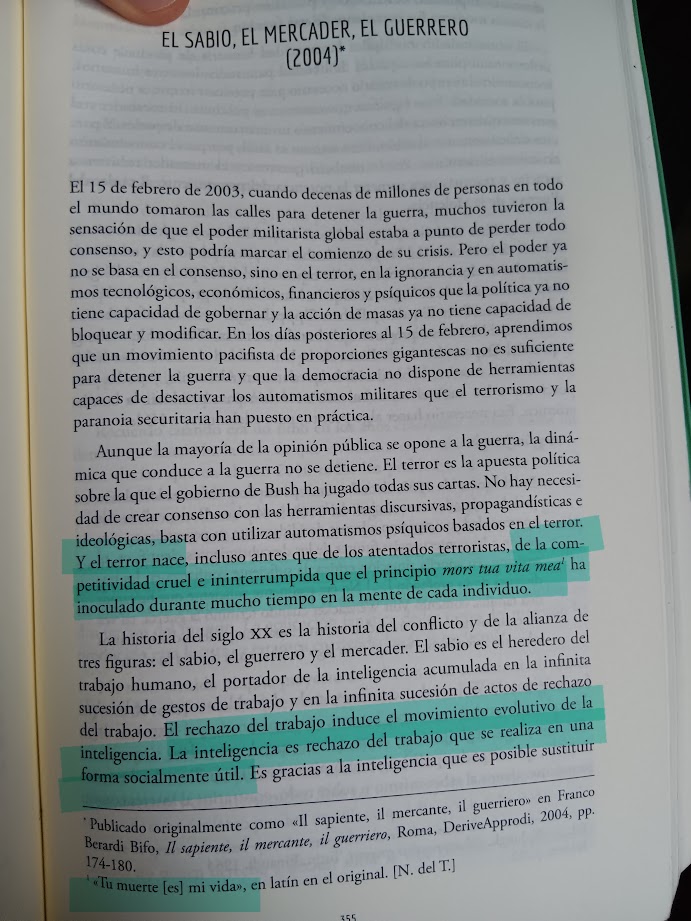 EL SABIO, EL MERCADER, EL GUERRERO
(2004)*
El 15 de febrero de 2003, cuando decenas de millones de personas en todo
el mundo tomaron las calles para detener la guerra, muchos tuvieron la
sensación de que el poder militarista global estaba a punto de perder todo
consenso, y esto podría marcar el comienzo de su crisis. Pero el poder ya
no se basa en el consenso, sino en el terror, en la ignorancia y en automatis-
mos tecnológicos, económicos, financieros y psíquicos que la política ya no
tiene capacidad de gobernar y la acción de masas ya no tiene capacidad de
bloquear y modificar. En los días posteriores al 15 de febrero, aprendimos
que un movimiento pacifista de proporciones gigantescas no es suficiente
para detener la guerra y que la democracia no dispone de herramientas
capaces de desactivar los automatismos militares que el terrorismo y la
paranoia securitaria han puesto en práctica.
Aunque la mayoría de la opinión pública se opone a la guerra, la diná-
mica que conduce a la guerra no se detiene. El terror es la apuesta política
sobre la que el gobierno de Bush ha jugado todas sus cartas. No hay necesi-
dad de crear consenso con las herramientas discursivas, propagandísticas e
ideológicas, basta con utilizar automatismos psíquicos basados en el terror.
Y el terror nace, incluso antes que de los atentados terroristas, de la com-
petitividad cruel e ininterrumpida que el principio mors tua vita mea¹ ha
inoculado durante mucho tiempo en la mente de cada individuo.
La historia del siglo XX es la historia del conflicto y de la alianza de
tres figuras: el sabio, el guerrero y el mercader. El sabio es el heredero del
trabajo humano, el portador de la inteligencia acumulada en la infinita
sucesión de gestos de trabajo y en la infinita sucesión de actos de rechazo
del trabajo. El rechazo del trabajo induce el movimiento evolutivo de la
inteligencia. La inteligencia es rechazo del trabajo que se realiza en una
forma socialmente útil. Es gracias a la inteligencia que es posible sustituir
* Publicado originalmente como «Il sapiente, il mercante, il guerriero» en Franco
Berardi Bifo, Il sapiente, il mercante, il guerriero, Roma, DeriveApprodi, 2004, pp.
174-180.
¹ «Tu muerte [es] mi vida», en latín en el original. [N. del T.]
355